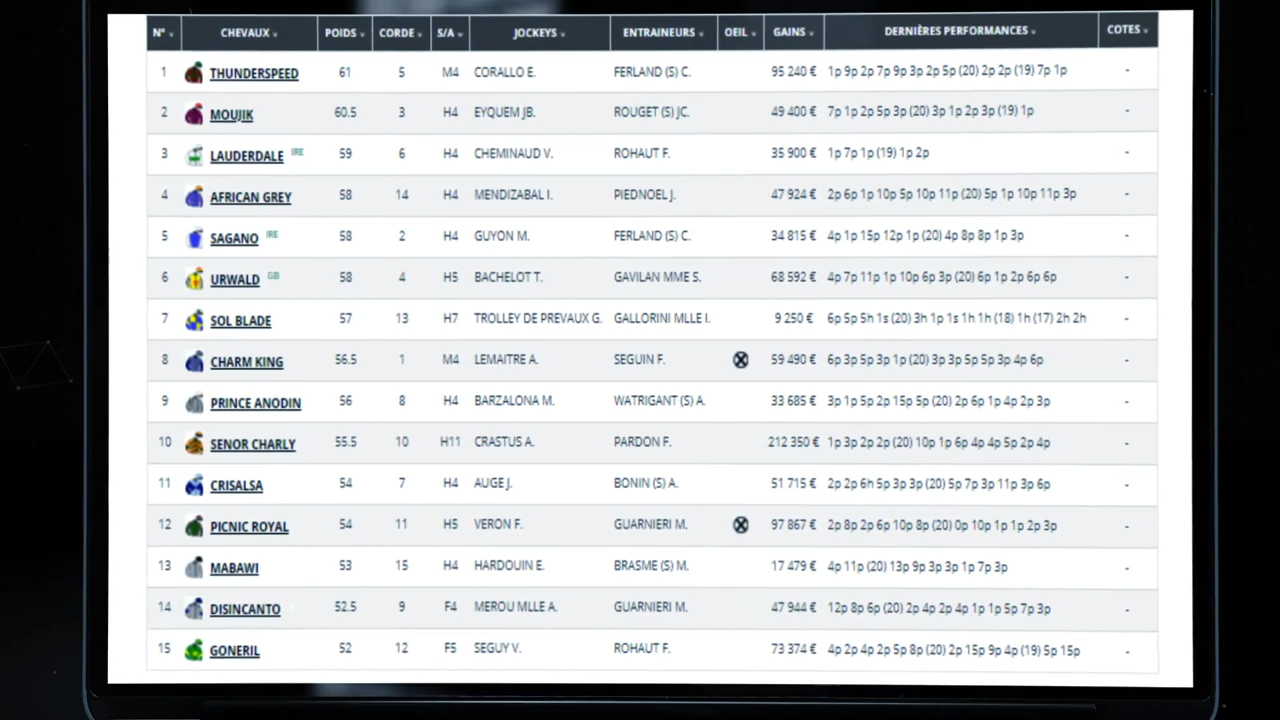 N° CHEVAUX POIDS CORDE S/A JOCKEYS ENTRAINEURS OEIL GAINS DERNIÈRES PERFORMANCES COTES
1 THUNDERSPEED 61 5 M4 CORALLO E. FERLAND (S) C. 95 240 € 1p 9p 2p 7p 9p 3p 2p 5p (20) 2p 2p (19) 7p 1p -
2 MOUJIK 60.5 3 H4 EYQUEM JB. ROUGET (S) JC. 49 400 € 7p 1p 2p 5p 3p (20) 3p 1p 2p 3p (19) 1p -
3 LAUDERDALE IRE 59 6 H4 CHEMINAUD V. ROHAUT F. 35 900 € 1p 7p 1p (19) 1p 2p -
4 AFRICAN GREY 58 14 H4 MENDIZABAL I. PIEDNOEL J. 47 924 € 2p 6p 1p 10p 5p 10p 11p (20) 5p 1p 10p 11p 3p -
5 SAGANO IRE 58 2 H4 GUYON M. FERLAND (S) C. 34 815 € 4p 1p 15p 12p 1p (20) 4p 8p 8p 1p 3p -
6 URWALD GB 58 4 H5 BACHELOT T. GAVILAN MME S. 68 592 € 4p 7p 11p 1p 10p 6p 3p (20) 6p 1p 2p 6p 6p -
7 SOL BLADE 57 13 H7 TROLLEY DE PREVAUX G. GALLORINI MLLE I. 9 250 € 6p 5p 5h 1s (20) 3h 1p 1s 1h 1h (18) 1h (17) 2h 2h -
8 CHARM KING 56.5 1 M4 LEMAITRE A. SEGUIN F. 59 490 € 6p 3p 5p 3p 1p (20) 3p 3p 5p 5p 3p 4p 6p -
9 PRINCE ANODIN 56 8 H4 BARZALONA M. WATRIGANT (S) A. 33 685 € 3p 1p 5p 2p 15p 5p (20) 2p 6p 1p 4p 2p 3p -
10 SENOR CHARLY 55.5 10 H11 CRASTUS A. PARDON F. 212 350 € 1p 3p 2p 2p (20) 10p 1p 6p 4p 4p 5p 2p 4p -
11 CRISALSA 54 7 H4 AUGE J. BONIN (S) A. 51 715 € 2p 2p 6h 5p 3p 3p (20) 5p 7p 3p 11p 3p 6p -
12 PICNIC ROYAL 54 11 H5 VERON F. GUARNIERI M. 97 867 € 2p 8p 2p 6p 10p 8p (20) 0p 10p 1p 1p 2p 3p -
13 MABAWI 53 15 H4 HARDOUIN E. BRASME (S) M. 17 479 € 4p 11p (20) 13p 9p 3p 3p 1p 7p 3p -
14 DISINCANTO 52.5 9 F4 MEROU MLLE A. GUARNIERI M. 47 944 € 12p 8p 6p (20) 2p 4p 2p 4p 1p 1p 5p 7p 3p -
15 GONERIL 52 12 F5 SEGUY V. ROHAUT F. 73 374 € 4p 2p 4p 2p 5p 8p (20) 2p 15p 9p 4p (19) 5p 15p -